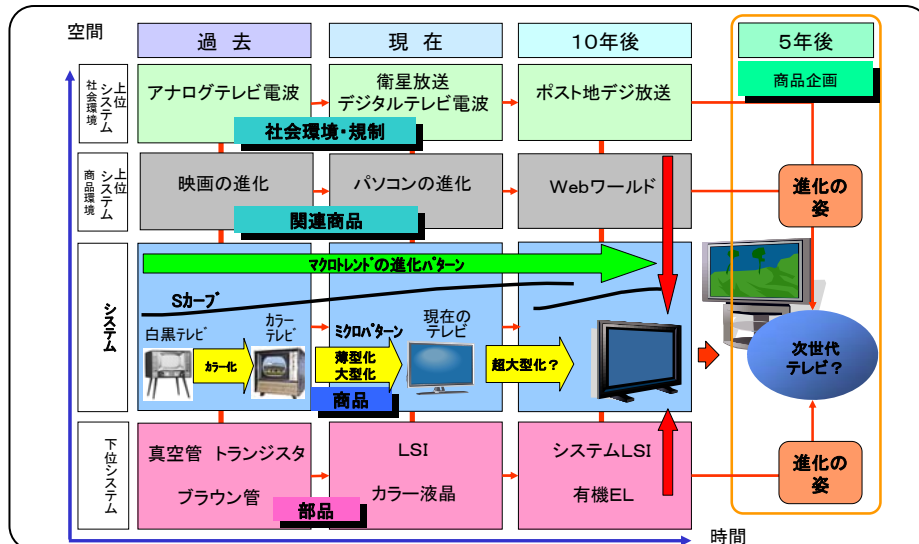 空間
過 去
現 在
10年後
5年後
商品企画
社会環境
上位システム
アナログテレビ電波
衛星放送
デジタルテレビ電波
ポスト地デジ放送
社会環境・規制
商品環境
上位システム
映画の進化
パソコンの進化
Webワールド
進化の
姿
関連商品
システム
マクロトレンドの進化パターン
Sカーブ
白黒テレビ
カラー
テレビ
ミクロパターン
現在の
テレビ
カラー化
薄型化
大型化
超大型化？
商品
次世代
テレビ？
下位システム
真空管 トランジスタ
ブラウン管
LSI
カラー液晶
システムLSI
有機EL
進化の
姿
部品
時間